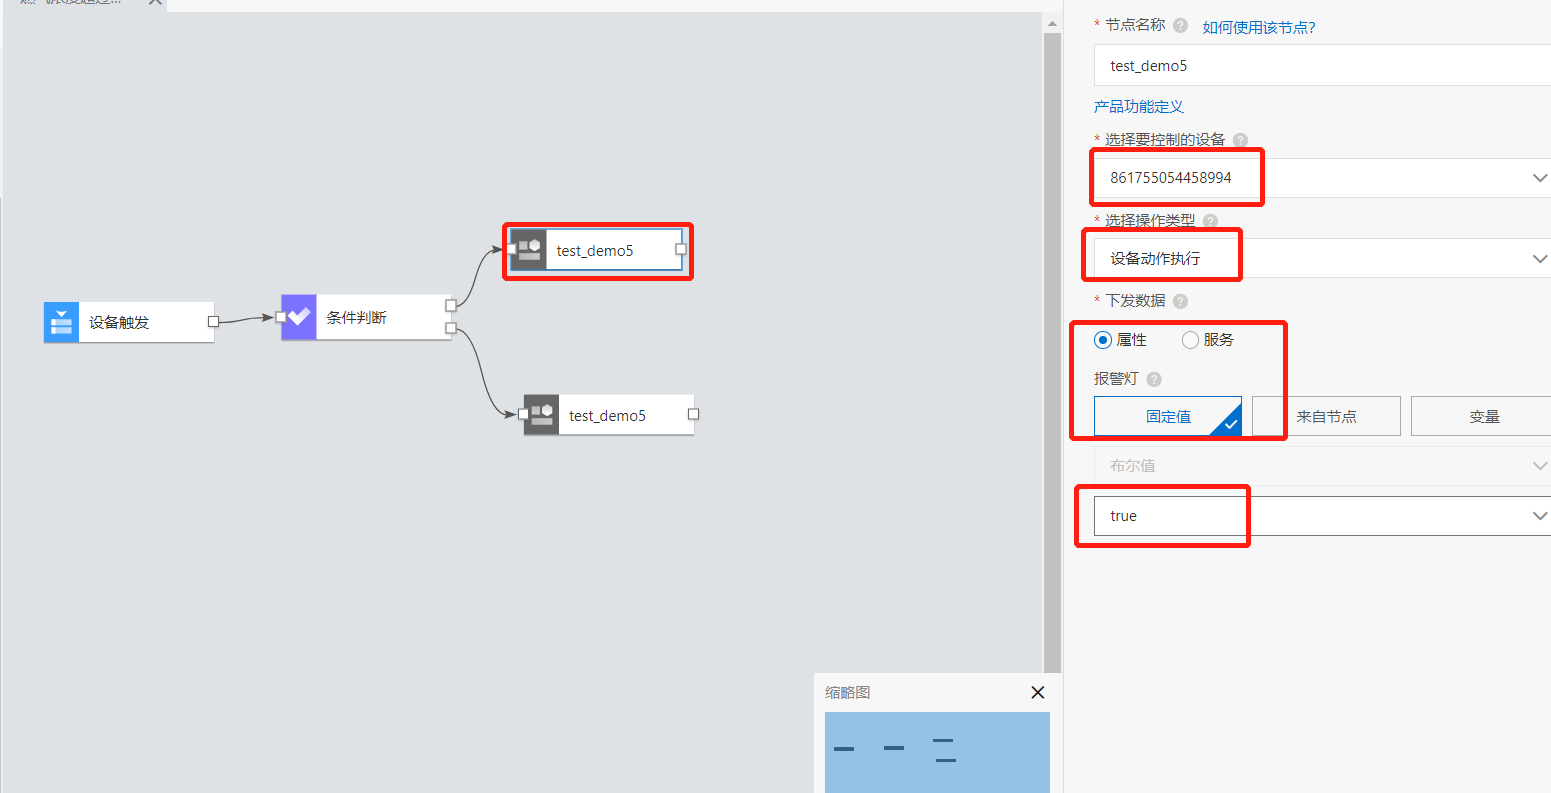 设备触发
条件判断
test_demo5
test_demo5
缩略图
* 节点名称 ? 如何使用该节点?
test_demo5
产品功能定义
* 选择要控制的设备 ?
861755054458994
* 选择操作类型 ?
设备动作执行
* 下发数据 ?
属性 服务
报警灯 ?
固定值 来自节点 变量
布尔值
true